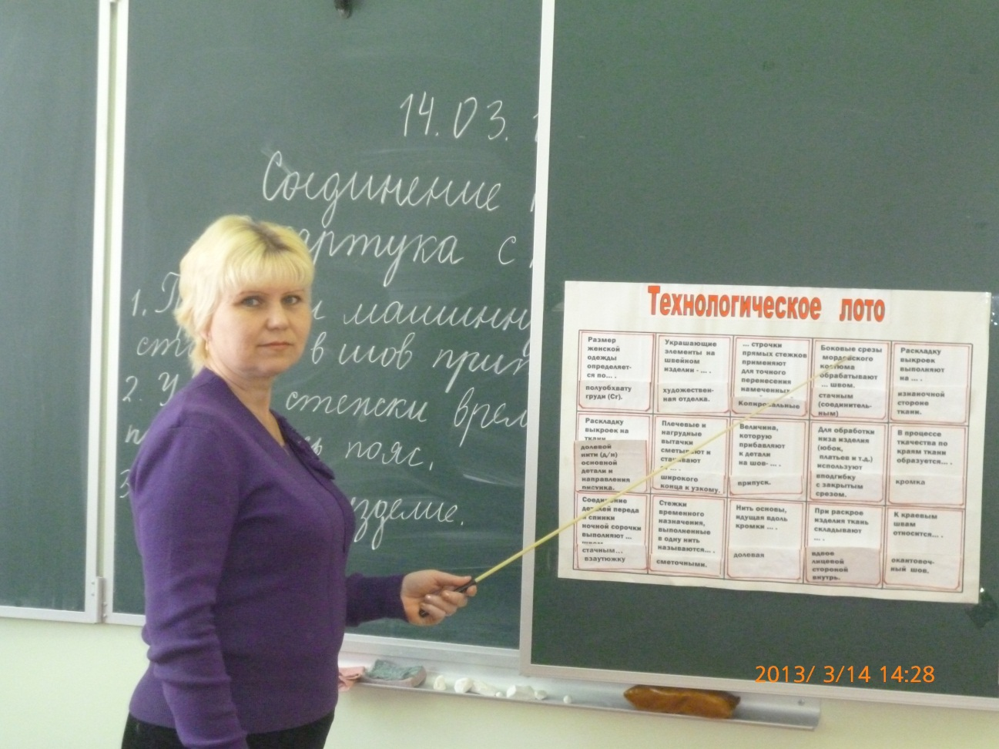 14.03.
Соединение
артука с
1. машинн
в шов
2. У стежки врем
пояс.
изделие.
Технологическое лото
Размер
женской
одежды
определяет-
ся по... .
полуобхвату
груди (Сг).
Украшающие
элементы на
швейном
изделии - ... .
художествен-
ная отделка.
... строчки
прямых стежков
применяют
для точного
перенесения
намеченных
Копировальные
Боковые срезы
мордовского
костюма
обрабатывают
... швом.
стачным
(соединитель-
ным)
Раскладку
выкроек
выполняют
на ... .
изнаночной
стороне
ткани.
Раскладку
выкроек на
ткани
долевой
нити (д/н)
основной
детали и
направления
рисунка.
Плечевые и
нагрудные
вытачки
сметывают и
стачивают
широкого
конца к узкому.
Величина,
которую
прибавляют
к детали
на шов- ... .
припуск.
Для обработки
низа изделия
(юбок,
платьев и т.д.)
используют
вподгибку
с закрытым
срезом.
В процессе
ткачества по
краям ткани
образуется... .
кромка
Соединение
деталей переда
и спинки
ночной сорочки
выполняют ...
стачным...
взаутюжку
Стежки
временного
назначения,
выполненные
в одну нить
называются... .
сметочными.
Нить основы,
идущая вдоль
кромки ... .
долевая
При раскрое
изделия ткань
складывают
... .
вдвое
лицевой
стороной
внутрь.
К краевым
швам
относится... .
окантовоч-
ный шов.
2013/ 3/14 14:28